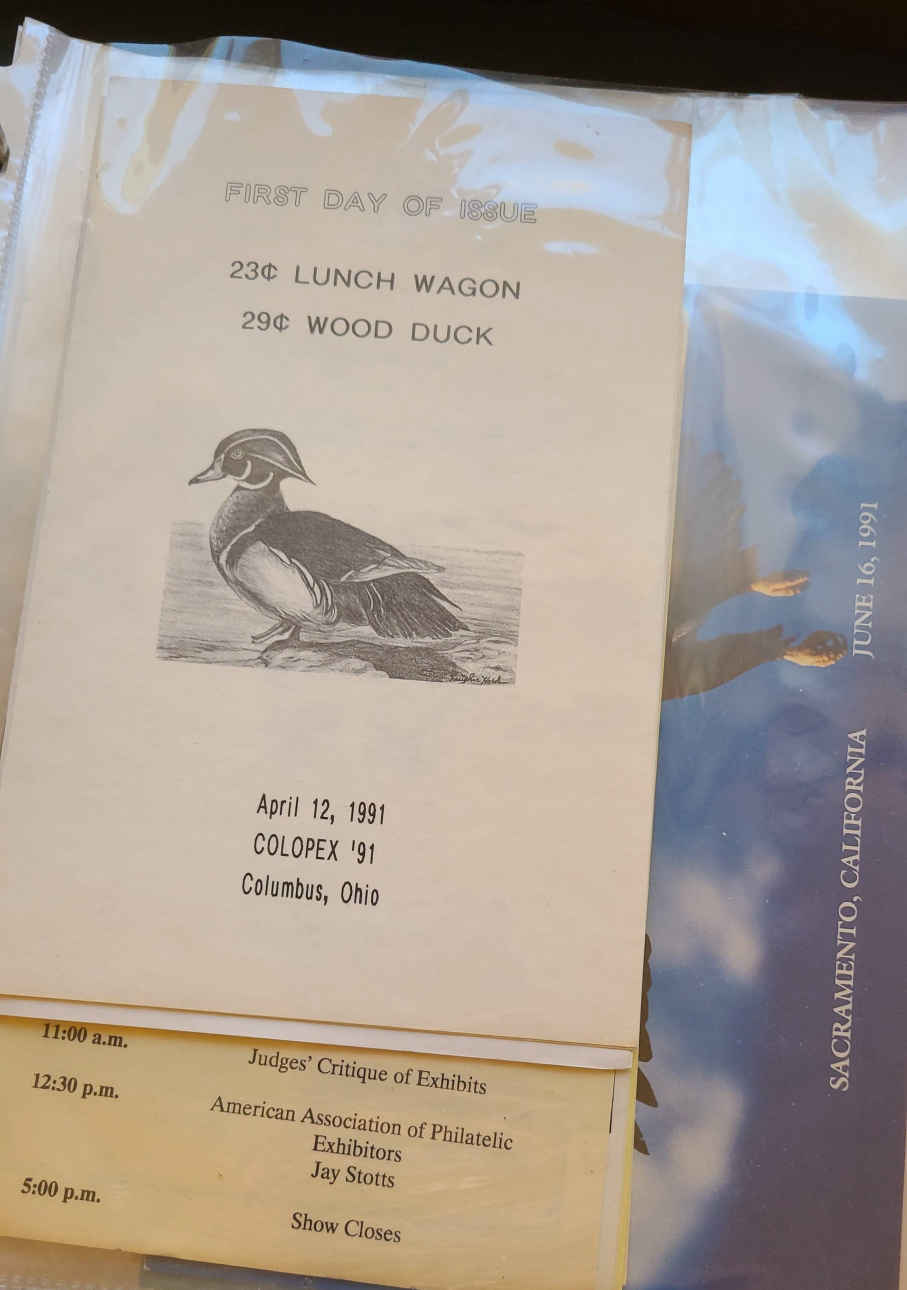 FIRST DAY OF ISSUE
23¢ LUNCH WAGON
29¢ WOOD DUCK
April 12, 1991
COLOPEX '91
Columbus, Ohio
11:00 a.m.
Judges' Critique of Exhibits
12:30 p.m.
American Association of Philatelic
Exhibitors
Jay Stotts
5:00 p.m.
Show Closes
SACRAMENTO, CALIFORNIA JUNE 16, 1991